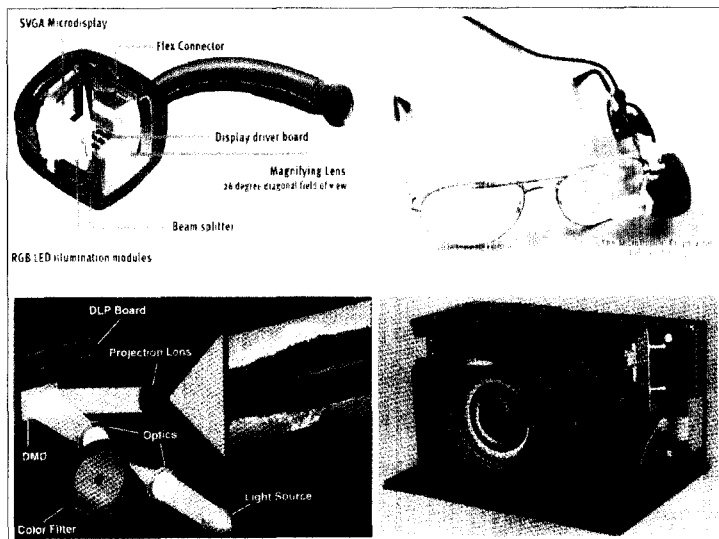 SVGA Microdisplay
Flex Connector
Display driver board
Magnifying Lens
26 degree diagonal field of view
Beam splitter
RGB LED illumination modules
DLP Board
Projection Lens
Optics
DMD
Light Source
Color Filter